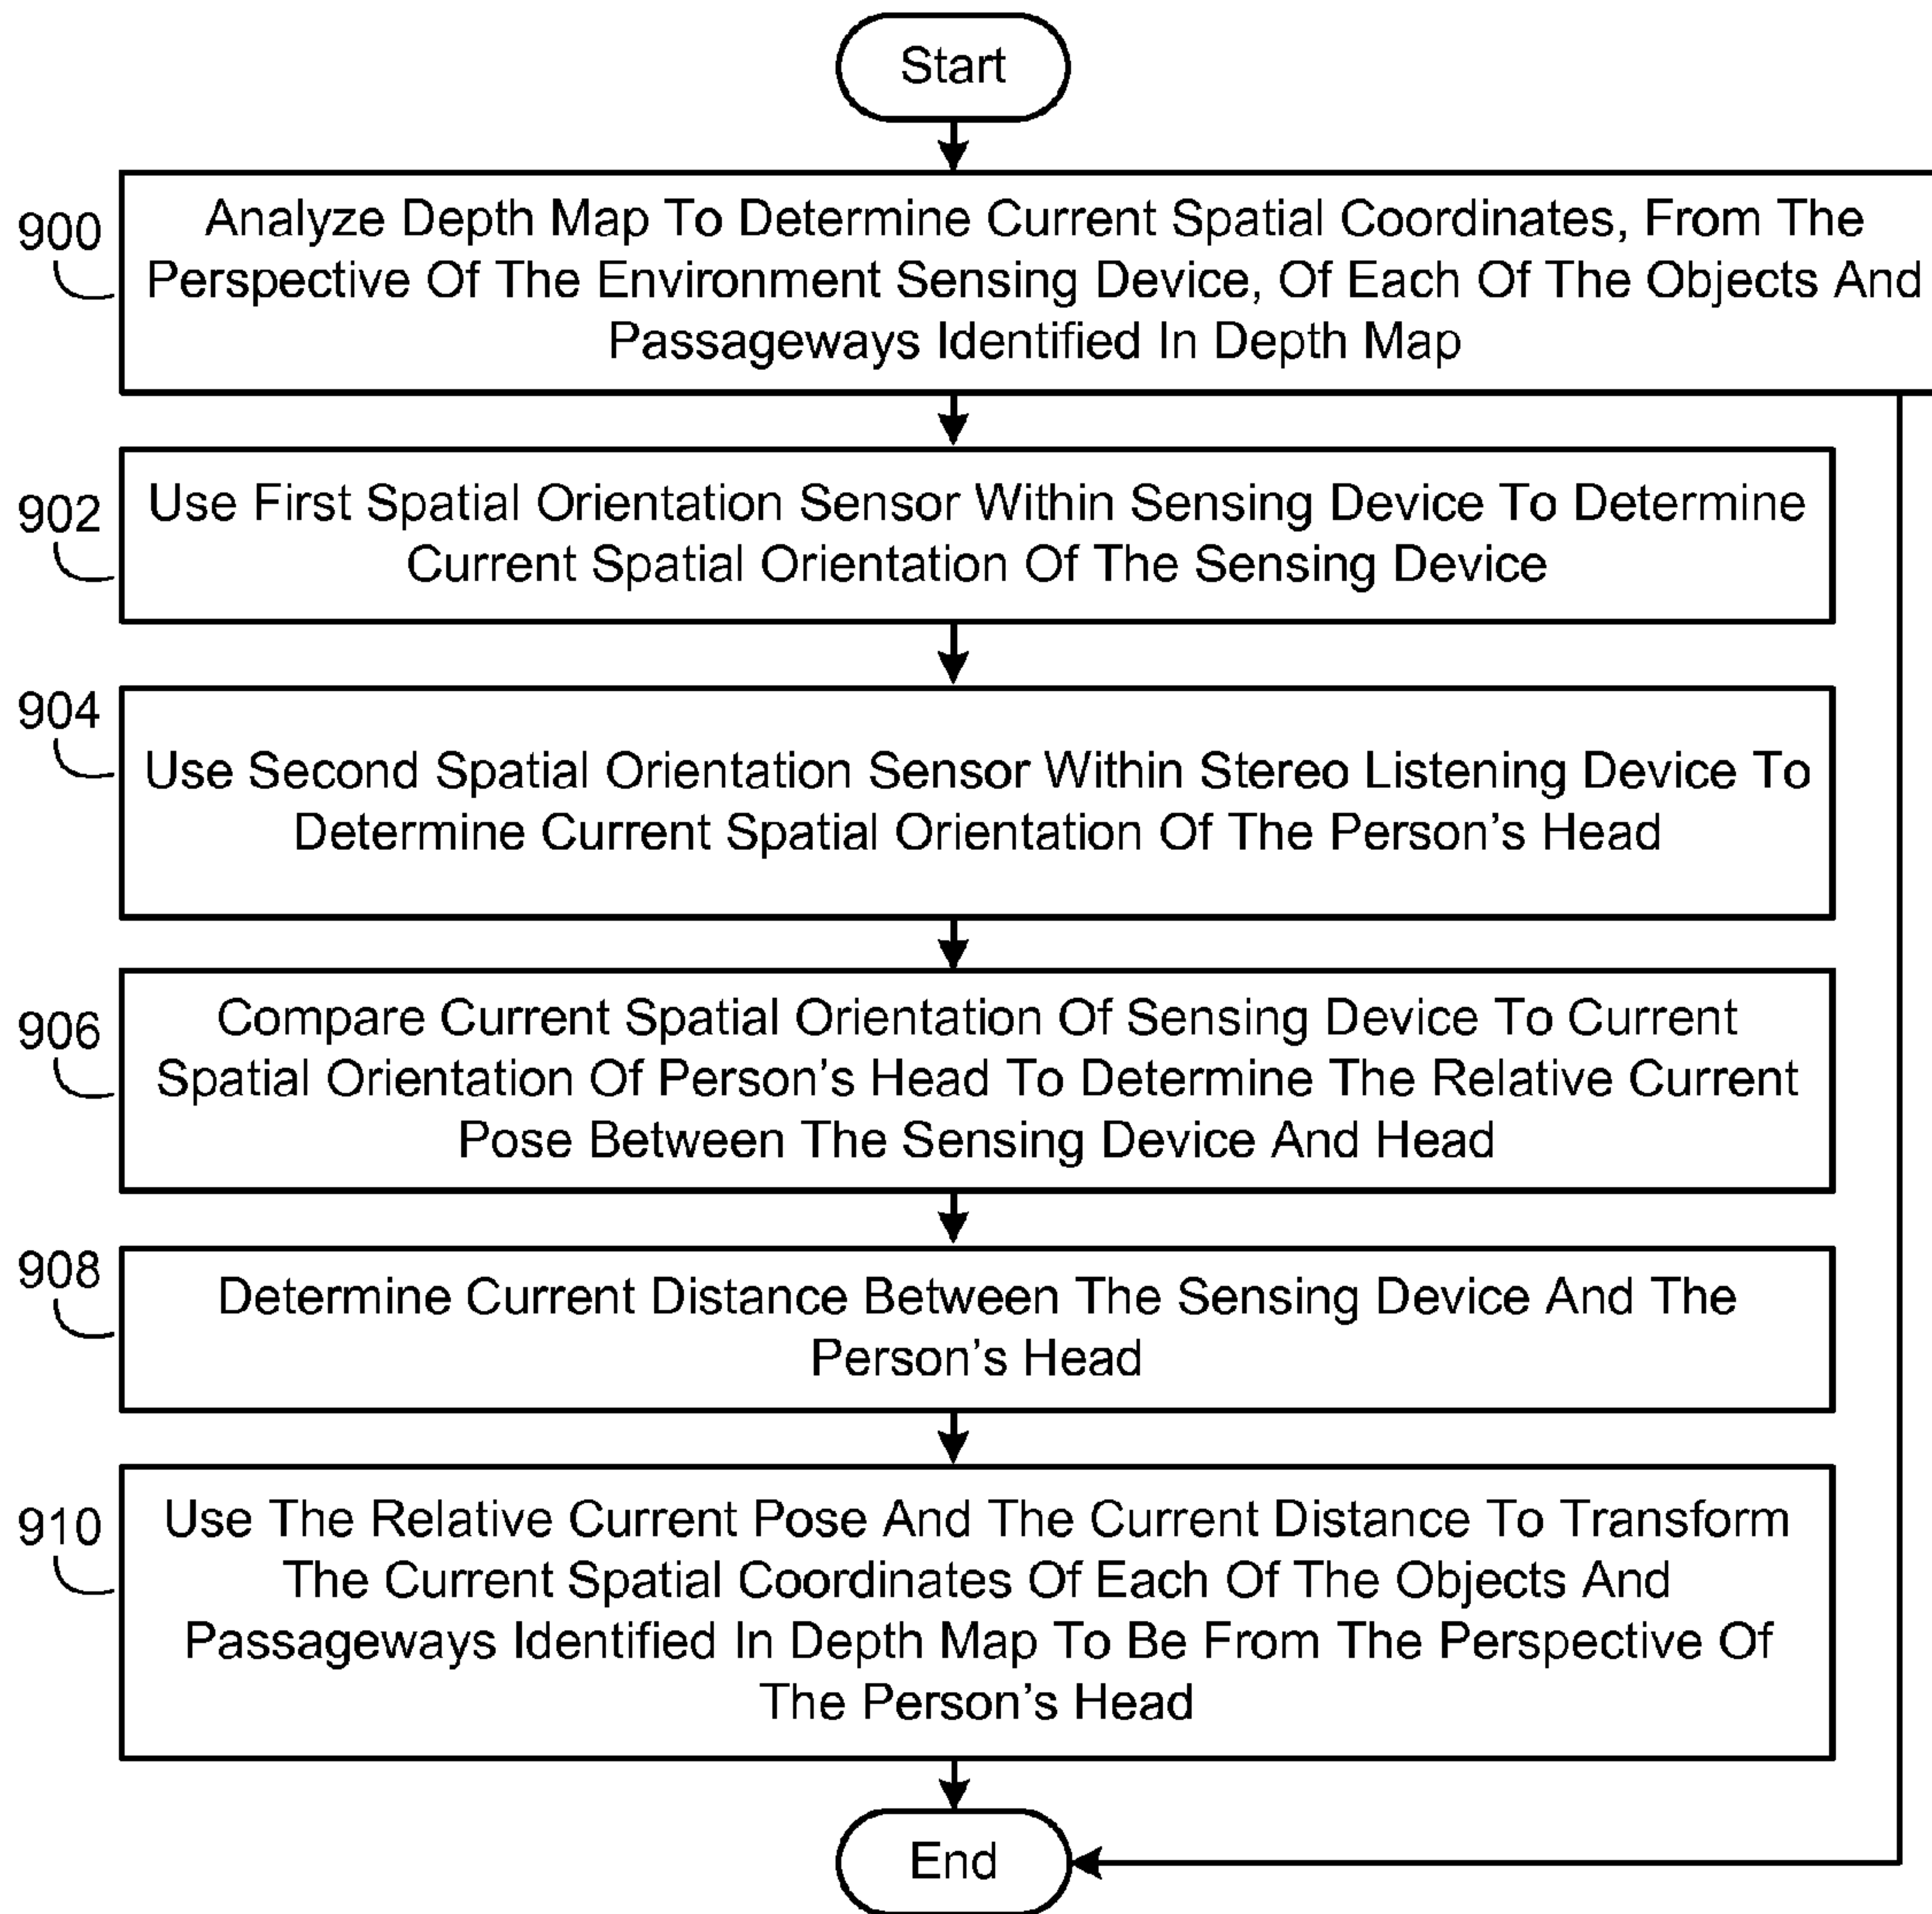 Start
900
Analyze Depth Map To Determine Current Spatial Coordinates, From The
Perspective Of The Environment Sensing Device, Of Each Of The Objects And
Passageways Identified In Depth Map
902
Use First Spatial Orientation Sensor Within Sensing Device To Determine
Current Spatial Orientation Of The Sensing Device
904
Use Second Spatial Orientation Sensor Within Stereo Listening Device To
Determine Current Spatial Orientation Of The Person's Head
906
Compare Current Spatial Orientation Of Sensing Device To Current
Spatial Orientation Of Person's Head To Determine The Relative Current
Pose Between The Sensing Device And Head
908
Determine Current Distance Between The Sensing Device And The
Person's Head
910
Use The Relative Current Pose And The Current Distance To Transform
The Current Spatial Coordinates Of Each Of The Objects And
Passageways Identified In Depth Map To Be From The Perspective Of
The Person's Head
End